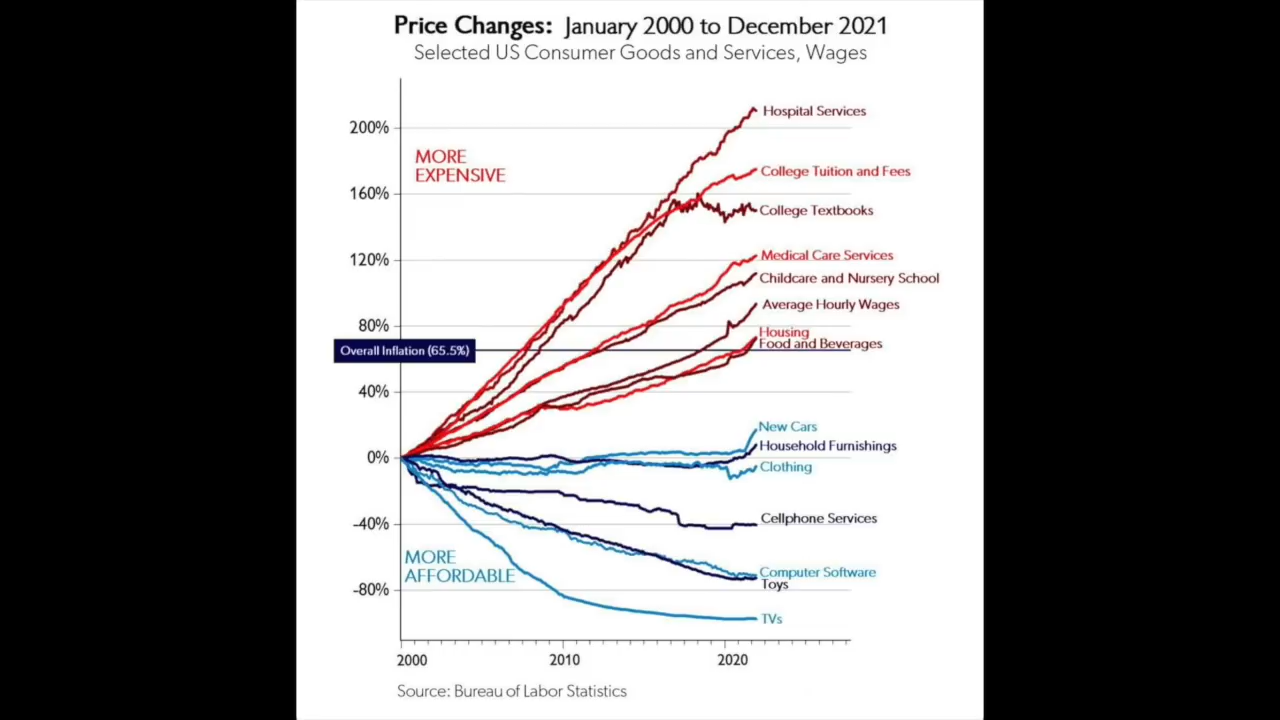 Price Changes: January 2000 to December 2021
Selected US Consumer Goods and Services, Wages
Hospital Services
200%
MORE
EXPENSIVE
College Tuition and Fees
160%
College Textbooks
120%
Medical Care Services
Childcare and Nursery School
Average Hourly Wages
80%
Housing
Food and Beverages
Overall Inflation (65.5%)
40%
New Cars
Household Furnishings
0%
Clothing
Cellphone Services
-40%
MORE
AFFORDABLE
Computer Software
Toys
-80%
TVs
2000 2010 2020
Source: Bureau of Labor Statistics